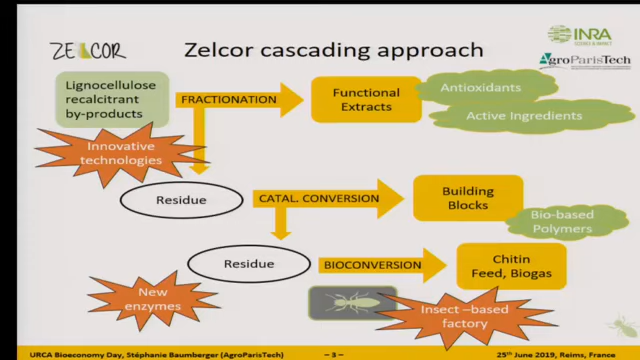 ZELCOR
Zelcor cascading approach
INRA
SCIENCE & IMPACT
AgroParisTech
Lignocellulose
recalcitrant
by-products
FRACTIONATION
Functional
Extracts
Antioxidants
Active Ingredients
Innovative
technologies
Residue
CATAL. CONVERSION
Building
Blocks
Bio-based
Polymers
Residue
BIOCONVERSION
Chitin
Feed, Biogas
New
enzymes
Insect –based
factory
URCA Bioeconomy Day, Stéphanie Baumberger (AgroParisTech)
– 3 –
25th June 2019, Reims, France